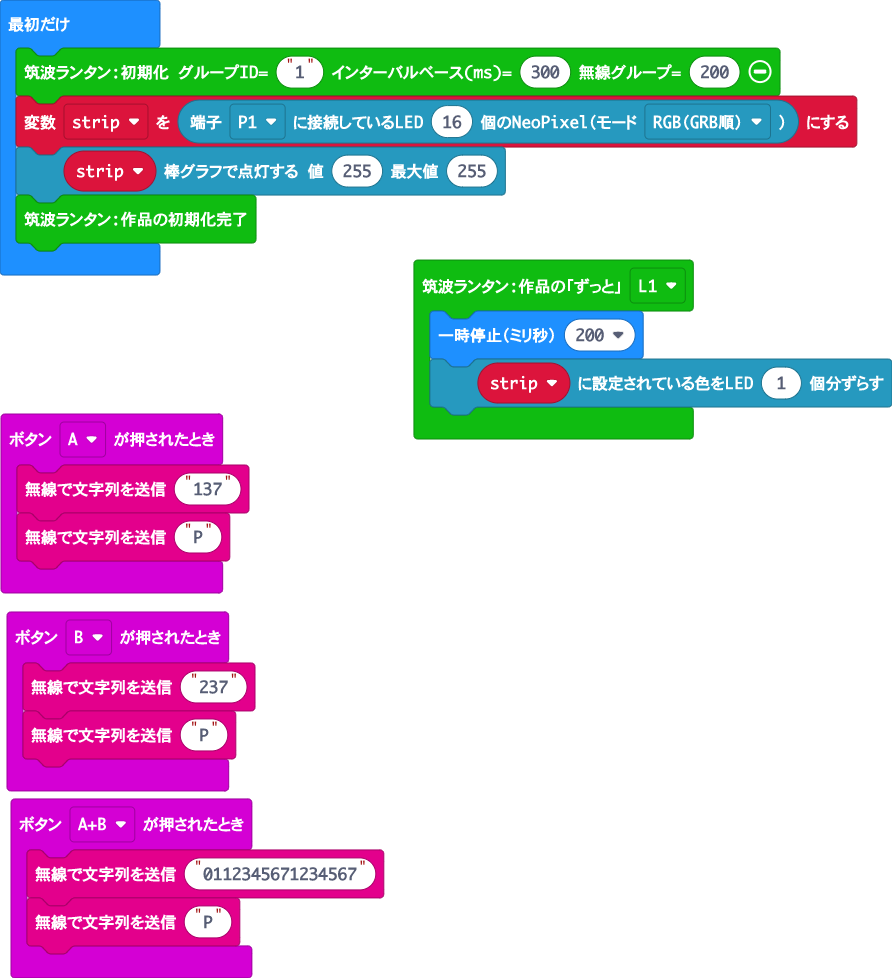 最初だけ
筑波ランタン:初期化 グループID= "1" インターバルベース(ms)= 300 無線グループ= 200
変数 strip を 端子 P1 に接続しているLED 16 個のNeoPixel(モード RGB(GRB順) ) にする
strip 棒グラフで点灯する 値 255 最大値 255
筑波ランタン:作品の初期化完了
筑波ランタン:作品の「ずっと」 L1
一時停止(ミリ秒) 200
strip に設定されている色をLED 1 個分ずらす
ボタン A が押されたとき
無線で文字列を送信 "137"
無線で文字列を送信 "P"
ボタン B が押されたとき
無線で文字列を送信 "237"
無線で文字列を送信 "P"
ボタン A+B が押されたとき
無線で文字列を送信 "0112345671234567"
無線で文字列を送信 "P"